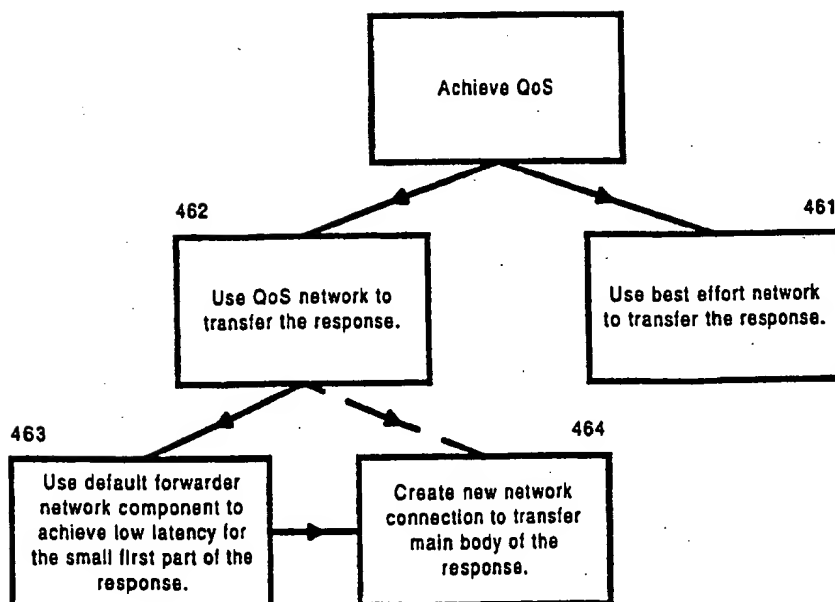 Achieve QoS
462
461
Use QoS network to
transfer the response.
Use best effort network
to transfer the response.
463
464
Use default forwarder
network component to
achieve low latency for
the small first part of the
response.
Create new network
connection to transfer
main body of the
response.